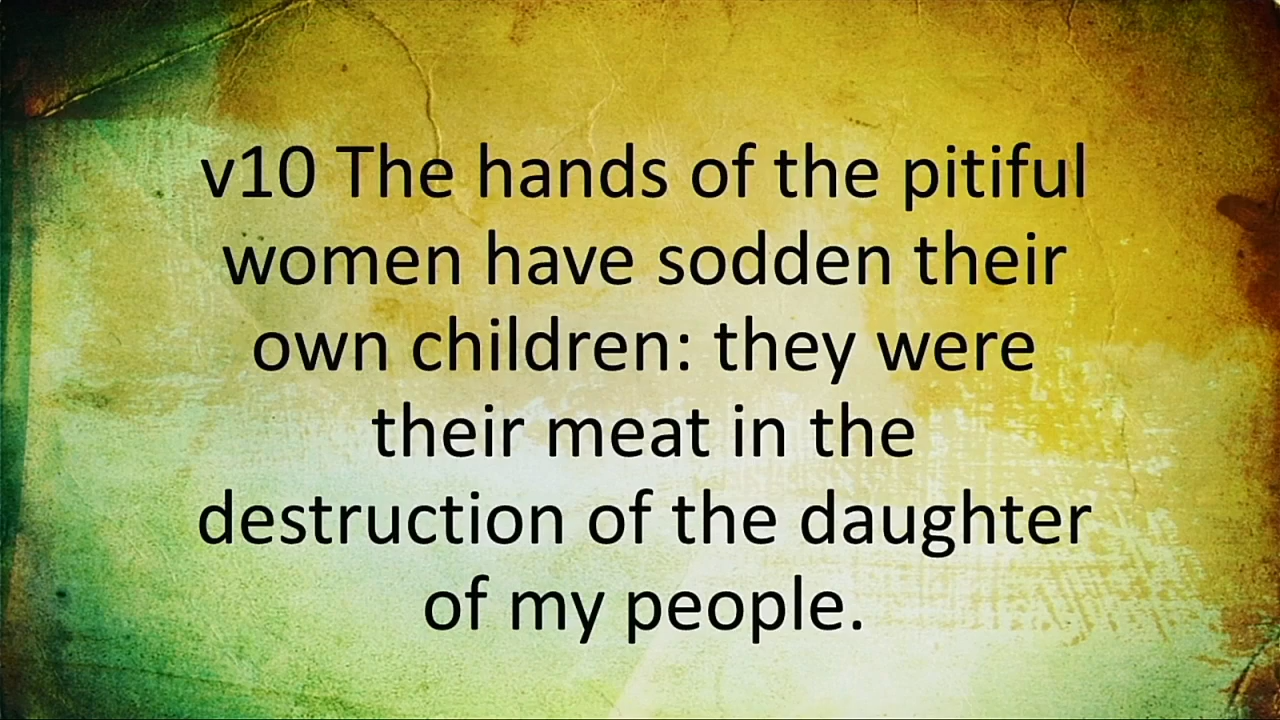 v10 The hands of the pitiful
women have sodden their
own children: they were
their meat in the
destruction of the daughter
of my people.